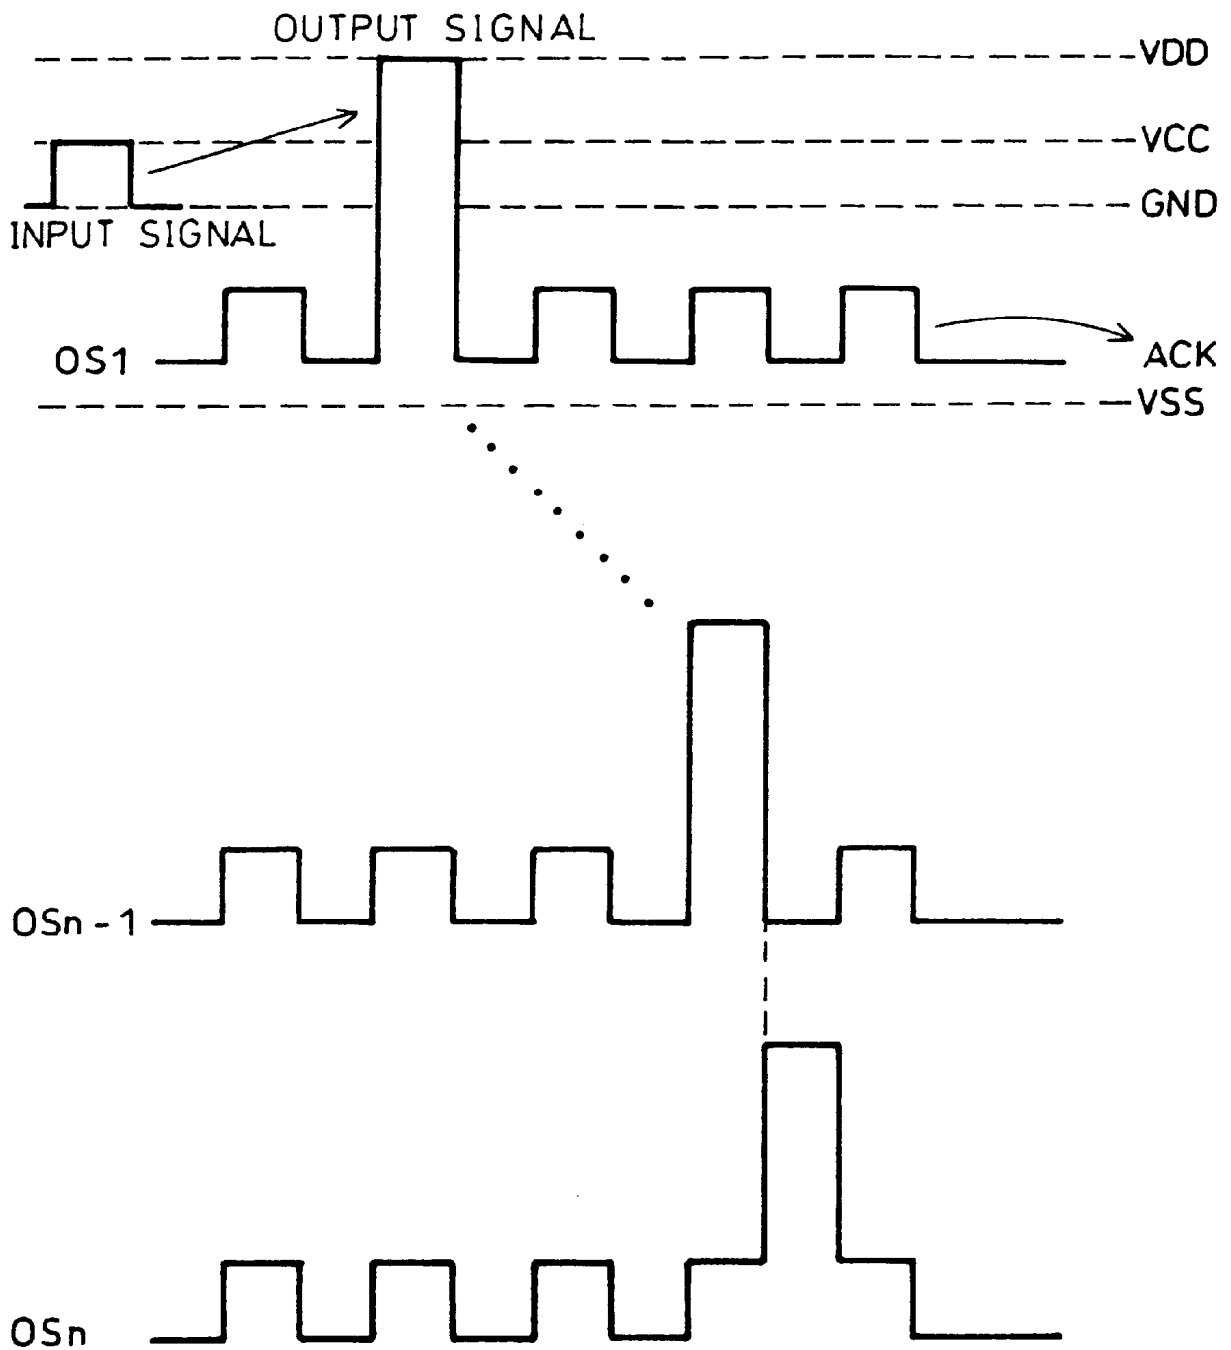 OUTPUT SIGNAL
VDD
VCC
GND
INPUT SIGNAL
OS1
ACK
VSS
OSn-1
OSn